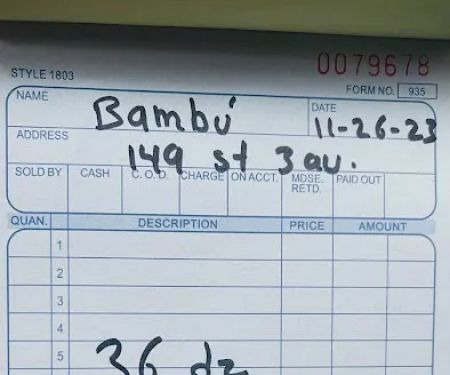 0079678
STYLE 1803
FORM NO. 935
NAME Bambú DATE 11-26-23
ADDRESS 149 st 3 av.
SOLD BY CASH C. O. D. CHARGE ON ACCT. MDSE. RETD. PAID OUT
QUAN. DESCRIPTION PRICE AMOUNT
1
2
3
4
5 36 dz